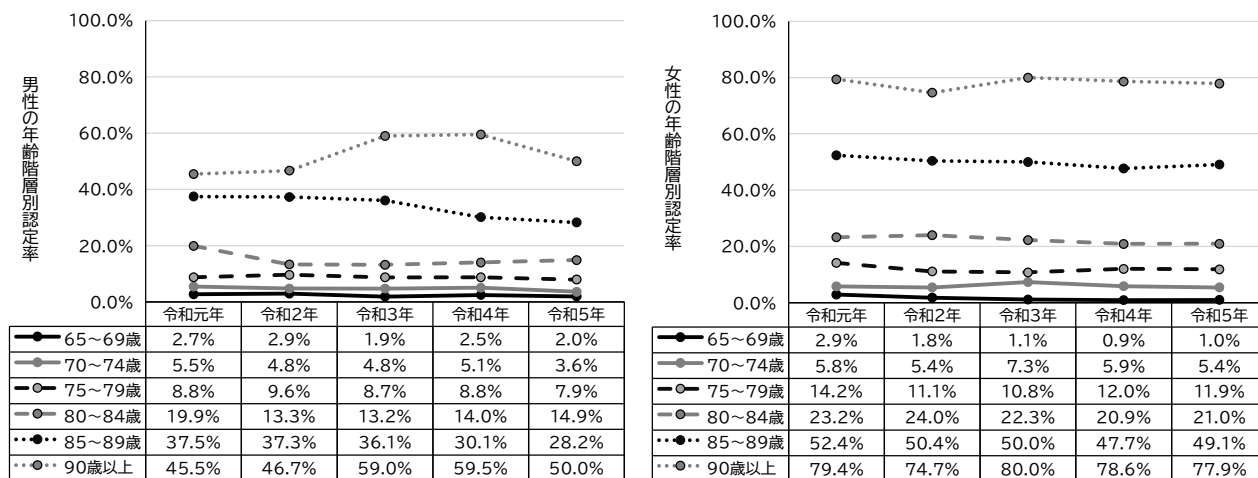 男性の年齢階層別認定率
100.0%
80.0%
60.0%
40.0%
20.0%
0.0%
令和元年 令和2年 令和3年 令和4年 令和5年
65～69歳 2.7% 2.9% 1.9% 2.5% 2.0%
70～74歳 5.5% 4.8% 4.8% 5.1% 3.6%
75～79歳 8.8% 9.6% 8.7% 8.8% 7.9%
80～84歳 19.9% 13.3% 13.2% 14.0% 14.9%
85～89歳 37.5% 37.3% 36.1% 30.1% 28.2%
90歳以上 45.5% 46.7% 59.0% 59.5% 50.0%
女性の年齢階層別認定率
100.0%
80.0%
60.0%
40.0%
20.0%
0.0%
令和元年 令和2年 令和3年 令和4年 令和5年
65～69歳 2.9% 1.8% 1.1% 0.9% 1.0%
70～74歳 5.8% 5.4% 7.3% 5.9% 5.4%
75～79歳 14.2% 11.1% 10.8% 12.0% 11.9%
80～84歳 23.2% 24.0% 22.3% 20.9% 21.0%
85～89歳 52.4% 50.4% 50.0% 47.7% 49.1%
90歳以上 79.4% 74.7% 80.0% 78.6% 77.9%